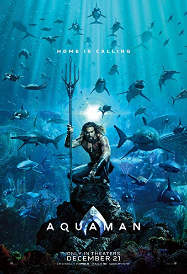 HOME IS CALLING
AQUAMAN
ONLY IN THEATERS
DECEMBER 21